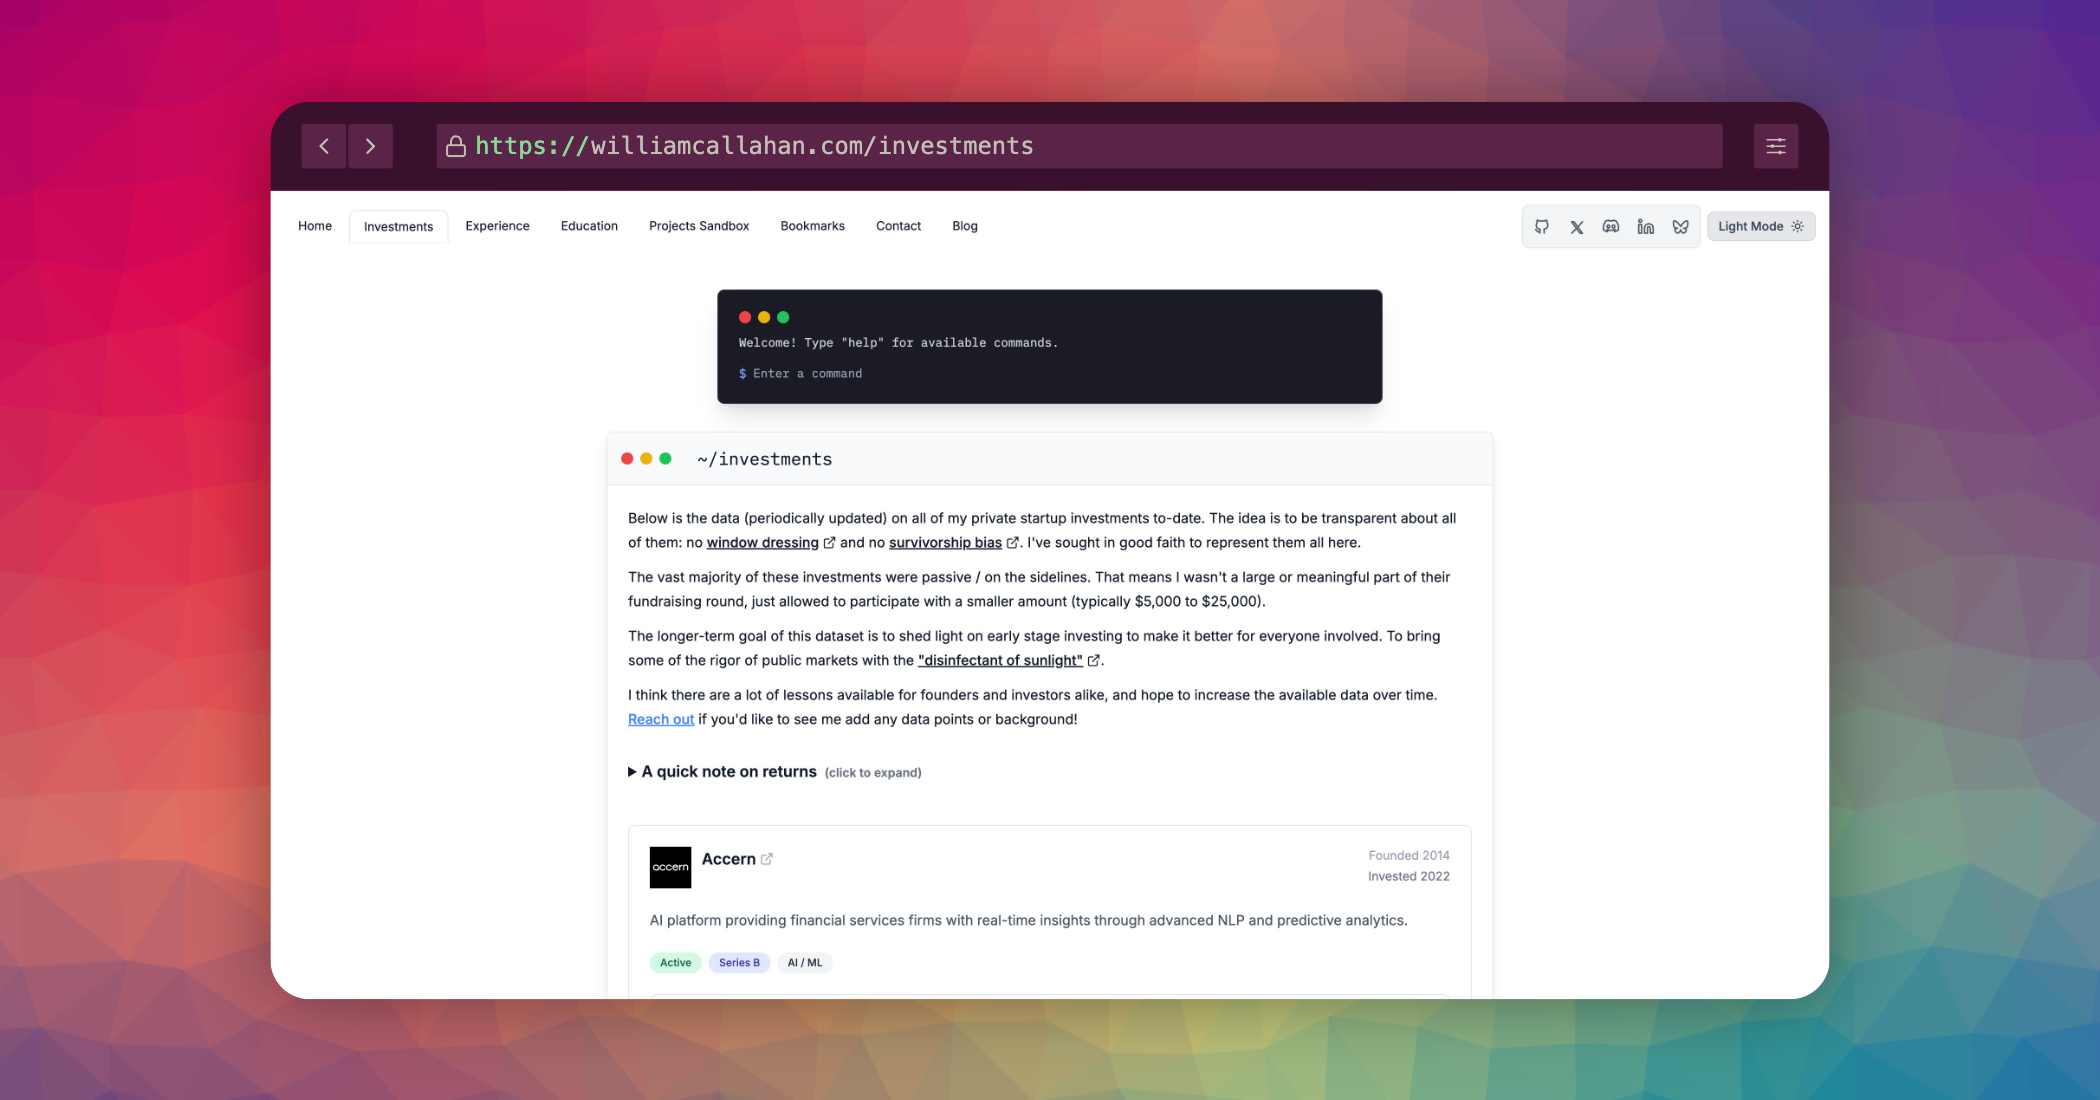 https://williamcallahan.com/investments
Home Investments Experience Education Projects Sandbox Bookmarks Contact Blog Light Mode
Welcome! Type "help" for available commands.
$ Enter a command
~/investments
Below is the data (periodically updated) on all of my private startup investments to-date. The idea is to be transparent about all
of them: no window dressing and no survivorship bias. I've sought in good faith to represent them all here.
The vast majority of these investments were passive / on the sidelines. That means I wasn't a large or meaningful part of their
fundraising round, just allowed to participate with a smaller amount (typically $5,000 to $25,000).
The longer-term goal of this dataset is to shed light on early stage investing to make it better for everyone involved. To bring
some of the rigor of public markets with the "disinfectant of sunlight".
I think there are a lot of lessons available for founders and investors alike, and hope to increase the available data over time.
Reach out if you'd like to see me add any data points or background!
A quick note on returns (click to expand)
accern
Accern
Founded 2014
Invested 2022
AI platform providing financial services firms with real-time insights through advanced NLP and predictive analytics.
Active Series B AI / ML